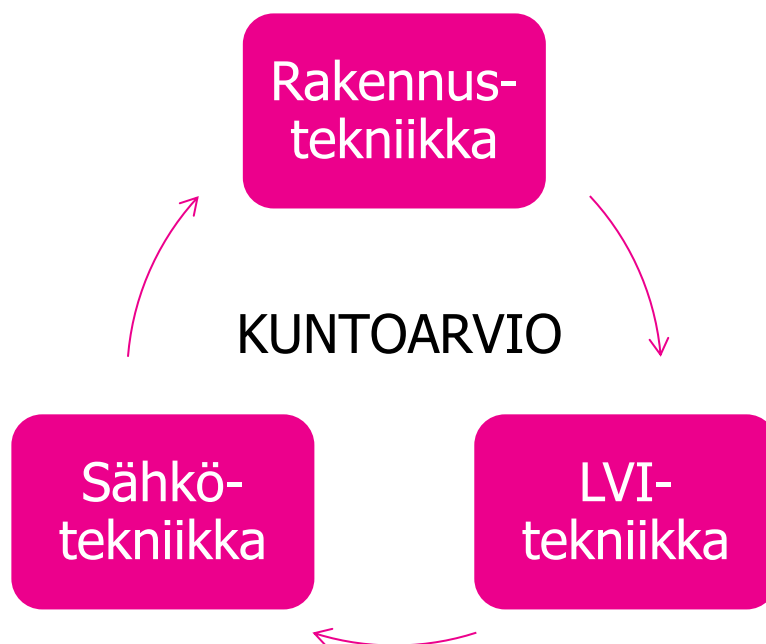 Rakennus-
tekniikka
KUNTOARVIO
Sähkö-
tekniikka
LVI-
tekniikka